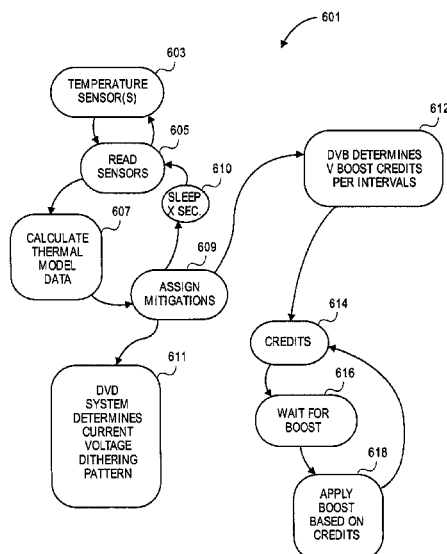 601
603
TEMPERATURE
SENSOR(S)
605
READ
SENSORS
610
SLEEP
X SEC.
607
CALCULATE
THERMAL
MODEL
DATA
609
ASSIGN
MITIGATIONS
611
DVD
SYSTEM
DETERMINES
CURRENT
VOLTAGE
DITHERING
PATTERN
612
DVB DETERMINES
V BOOST CREDITS
PER INTERVALS
614
CREDITS
616
WAIT FOR
BOOST
618
APPLY
BOOST
BASED ON
CREDITS